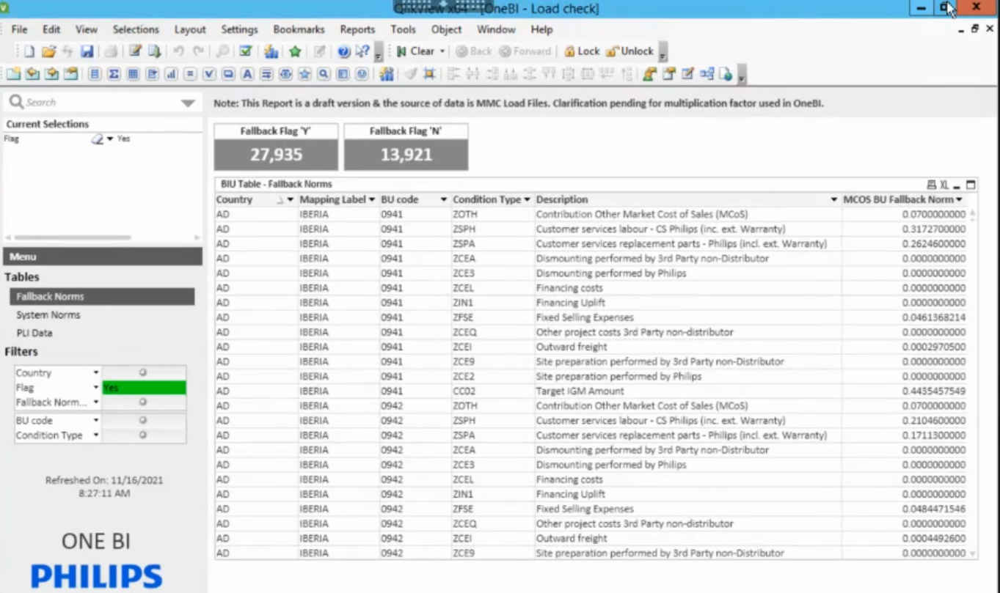 QlikView x64 - [OneBI - Load check]
File Edit View Selections Layout Settings Bookmarks Reports Tools Object Window Help
Clear Back Forward Lock Unlock
Search
Note: This Report is a draft version & the source of data is MMC Load Files. Clarification pending for multiplication factor used in OneBI.
Current Selections
Flag Yes
Fallback Flag 'Y' Fallback Flag 'N'
27,935 13,921
BIU Table - Fallback Norms XL
Country Mapping Label BU code Condition Type Description MCOS BU Fallback Norm
AD IBERIA 0941 ZOTH Contribution Other Market Cost of Sales (MCoS) 0.0700000000
AD IBERIA 0941 ZSPH Customer services labour - CS Philips (inc. ext. Warranty) 0.3172700000
AD IBERIA 0941 ZSPA Customer services replacement parts - Philips (incl. ext. Warranty) 0.2624600000
AD IBERIA 0941 ZCEA Dismounting performed by 3rd Party non-Distributor 0.0000000000
AD IBERIA 0941 ZCE3 Dismounting performed by Philips 0.0000000000
AD IBERIA 0941 ZCEL Financing costs 0.0000000000
AD IBERIA 0941 ZIN1 Financing Uplift 0.0000000000
AD IBERIA 0941 ZFSE Fixed Selling Expenses 0.0461368214
AD IBERIA 0941 ZCEQ Other project costs 3rd Party non-distributor 0.0000000000
AD IBERIA 0941 ZCEI Outward freight 0.0002970500
AD IBERIA 0941 ZCE9 Site preparation performed by 3rd Party non-Distributor 0.0000000000
AD IBERIA 0941 ZCE2 Site preparation performed by Philips 0.0000000000
AD IBERIA 0941 CC02 Target IGM Amount 0.4435457549
AD IBERIA 0942 ZOTH Contribution Other Market Cost of Sales (MCoS) 0.0700000000
AD IBERIA 0942 ZSPH Customer services labour - CS Philips (inc. ext. Warranty) 0.2104600000
AD IBERIA 0942 ZSPA Customer services replacement parts - Philips (incl. ext. Warranty) 0.1711300000
AD IBERIA 0942 ZCEA Dismounting performed by 3rd Party non-Distributor 0.0000000000
AD IBERIA 0942 ZCE3 Dismounting performed by Philips 0.0000000000
AD IBERIA 0942 ZCEL Financing costs 0.0000000000
AD IBERIA 0942 ZIN1 Financing Uplift 0.0000000000
AD IBERIA 0942 ZFSE Fixed Selling Expenses 0.0484471546
AD IBERIA 0942 ZCEQ Other project costs 3rd Party non-distributor 0.0000000000
AD IBERIA 0942 ZCEI Outward freight 0.0004492600
AD IBERIA 0942 ZCE9 Site preparation performed by 3rd Party non-Distributor 0.0000000000
Menu
Tables
Fallback Norms
System Norms
PLI Data
Filters
Country
Flag Yes
Fallback Norm...
BU code
Condition Type
Refreshed On: 11/16/2021
8:27:11 AM
ONE BI
PHILIPS